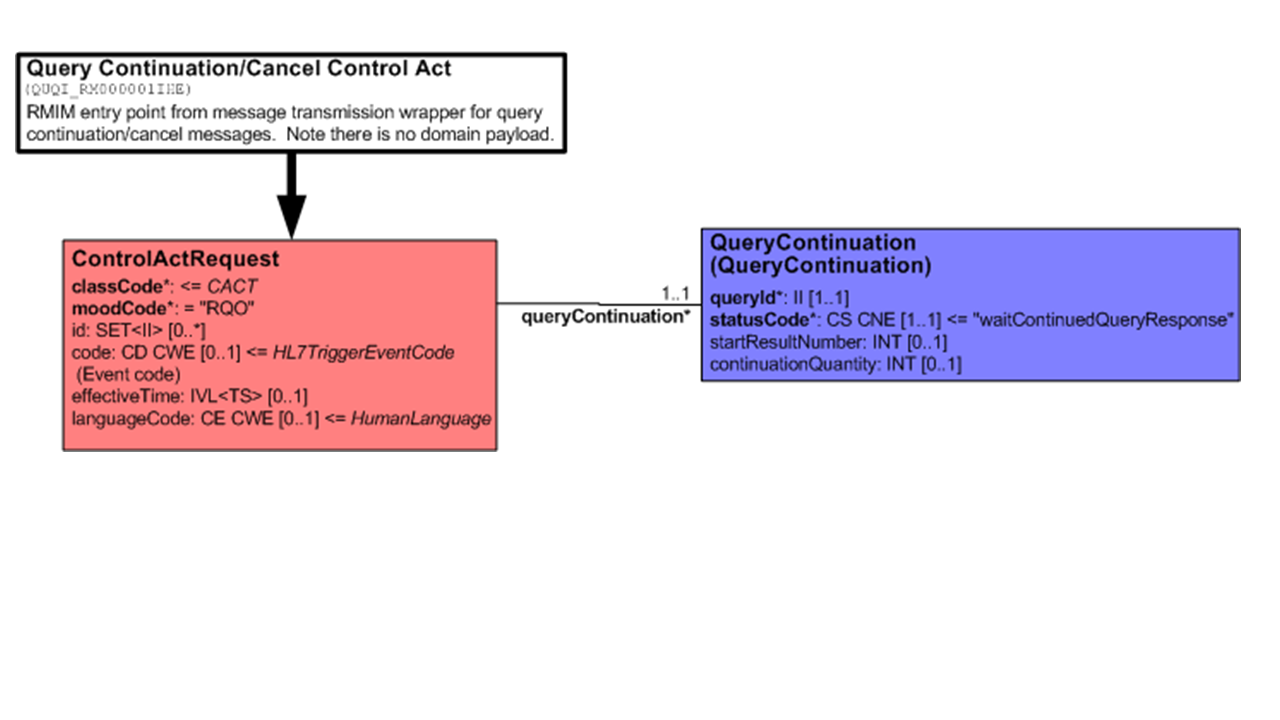 Query Continuation/Cancel Control Act
(QUQI_RM000001IHE)
RMIM entry point from message transmission wrapper for query
continuation/cancel messages.  Note there is no domain payload.
ControlActRequest
classCode*: <= CACT
moodCode*: = "RQO"
id: SET<II> [0..*]
code: CD CWE [0..1] <= HL7TriggerEventCode
(Event code)
effectiveTime: IVL<TS> [0..1]
languageCode: CE CWE [0..1] <= HumanLanguage
1..1
queryContinuation*
QueryContinuation
(QueryContinuation)
queryId*: II [1..1]
statusCode*: CS CNE [1..1] <= "waitContinuedQueryResponse"
startResultNumber: INT [0..1]
continuationQuantity: INT [0..1]